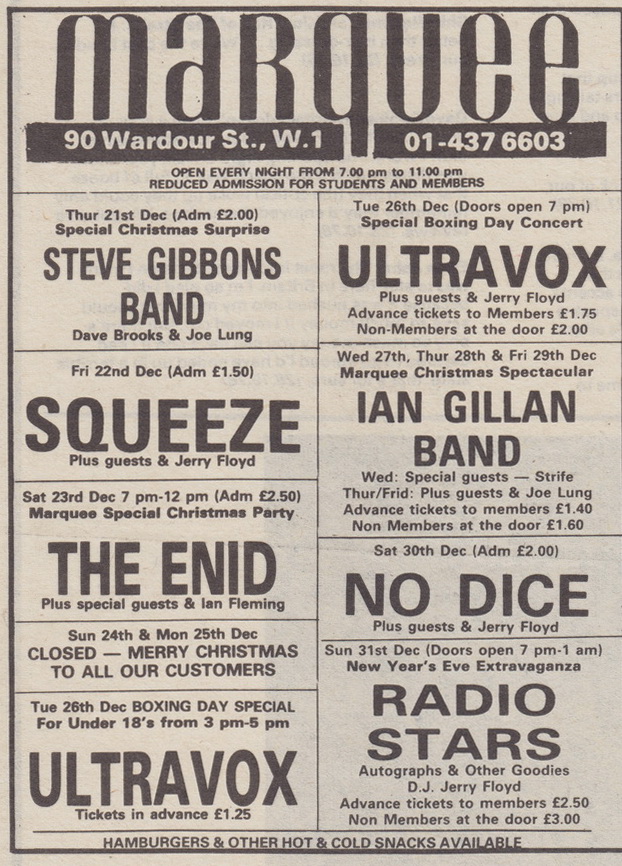 marquee
90 Wardour St., W.1
01-437 6603
OPEN EVERY NIGHT FROM 7.00 pm to 11.00 pm
REDUCED ADMISSION FOR STUDENTS AND MEMBERS
Thur 21st Dec (Adm £2.00)
Special Christmas Surprise
STEVE GIBBONS
BAND
Dave Brooks & Joe Lung
Fri 22nd Dec (Adm £1.50)
SQUEEZE
Plus guests & Jerry Floyd
Sat 23rd Dec 7 pm-12 pm (Adm £2.50)
Marquee Special Christmas Party
THE ENID
Plus special guests & Ian Fleming
Sun 24th & Mon 25th Dec
CLOSED — MERRY CHRISTMAS
TO ALL OUR CUSTOMERS
Tue 26th Dec BOXING DAY SPECIAL
For Under 18's from 3 pm-5 pm
ULTRAVOX
Tickets in advance £1.25
Tue 26th Dec (Doors open 7 pm)
Special Boxing Day Concert
ULTRAVOX
Plus guests & Jerry Floyd
Advance tickets to Members £1.75
Non-Members at the door £2.00
Wed 27th, Thur 28th & Fri 29th Dec
Marquee Christmas Spectacular
IAN GILLAN
BAND
Wed: Special guests — Strife
Thur/Frid: Plus guests & Joe Lung
Advance tickets to members £1.40
Non Members at the door £1.60
Sat 30th Dec (Adm £2.00)
NO DICE
Plus guests & Jerry Floyd
Sun 31st Dec (Doors open 7 pm-1 am)
New Year's Eve Extravaganza
RADIO
STARS
Autographs & Other Goodies
D.J. Jerry Floyd
Advance tickets to members £2.50
Non Members at the door £3.00
HAMBURGERS & OTHER HOT & COLD SNACKS AVAILABLE